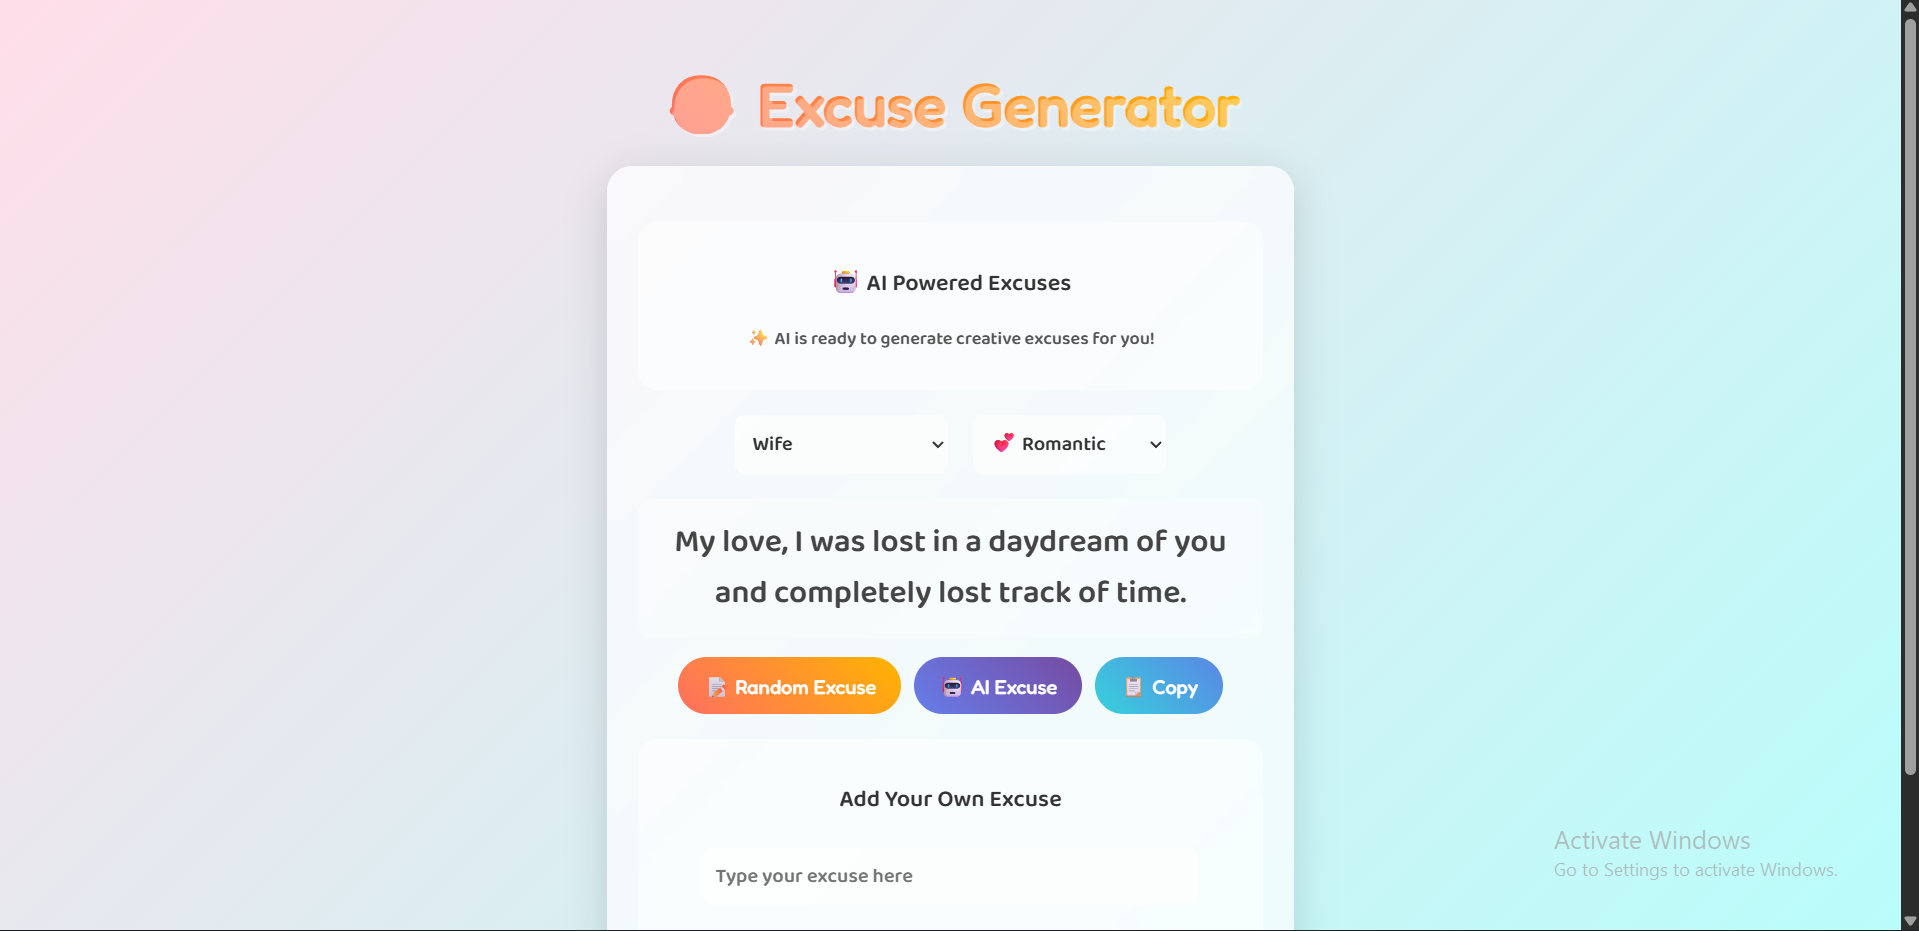 Excuse Generator
AI Powered Excuses
AI is ready to generate creative excuses for you!
Wife
Romantic
My love, I was lost in a daydream of you
and completely lost track of time.
Random Excuse
AI Excuse
Copy
Add Your Own Excuse
Type your excuse here
Activate Windows
Go to Settings to activate Windows.